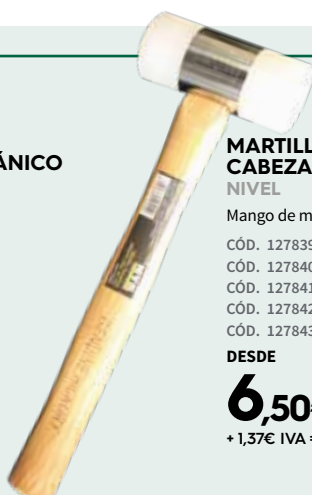 ÁNICO
MARTILL
CABEZA
NIVEL
Mango de m
CÓD. 127839
CÓD. 127840
CÓD. 127841
CÓD. 127842
CÓD. 127843
DESDE
6,50
+ 1,37€ IVA =